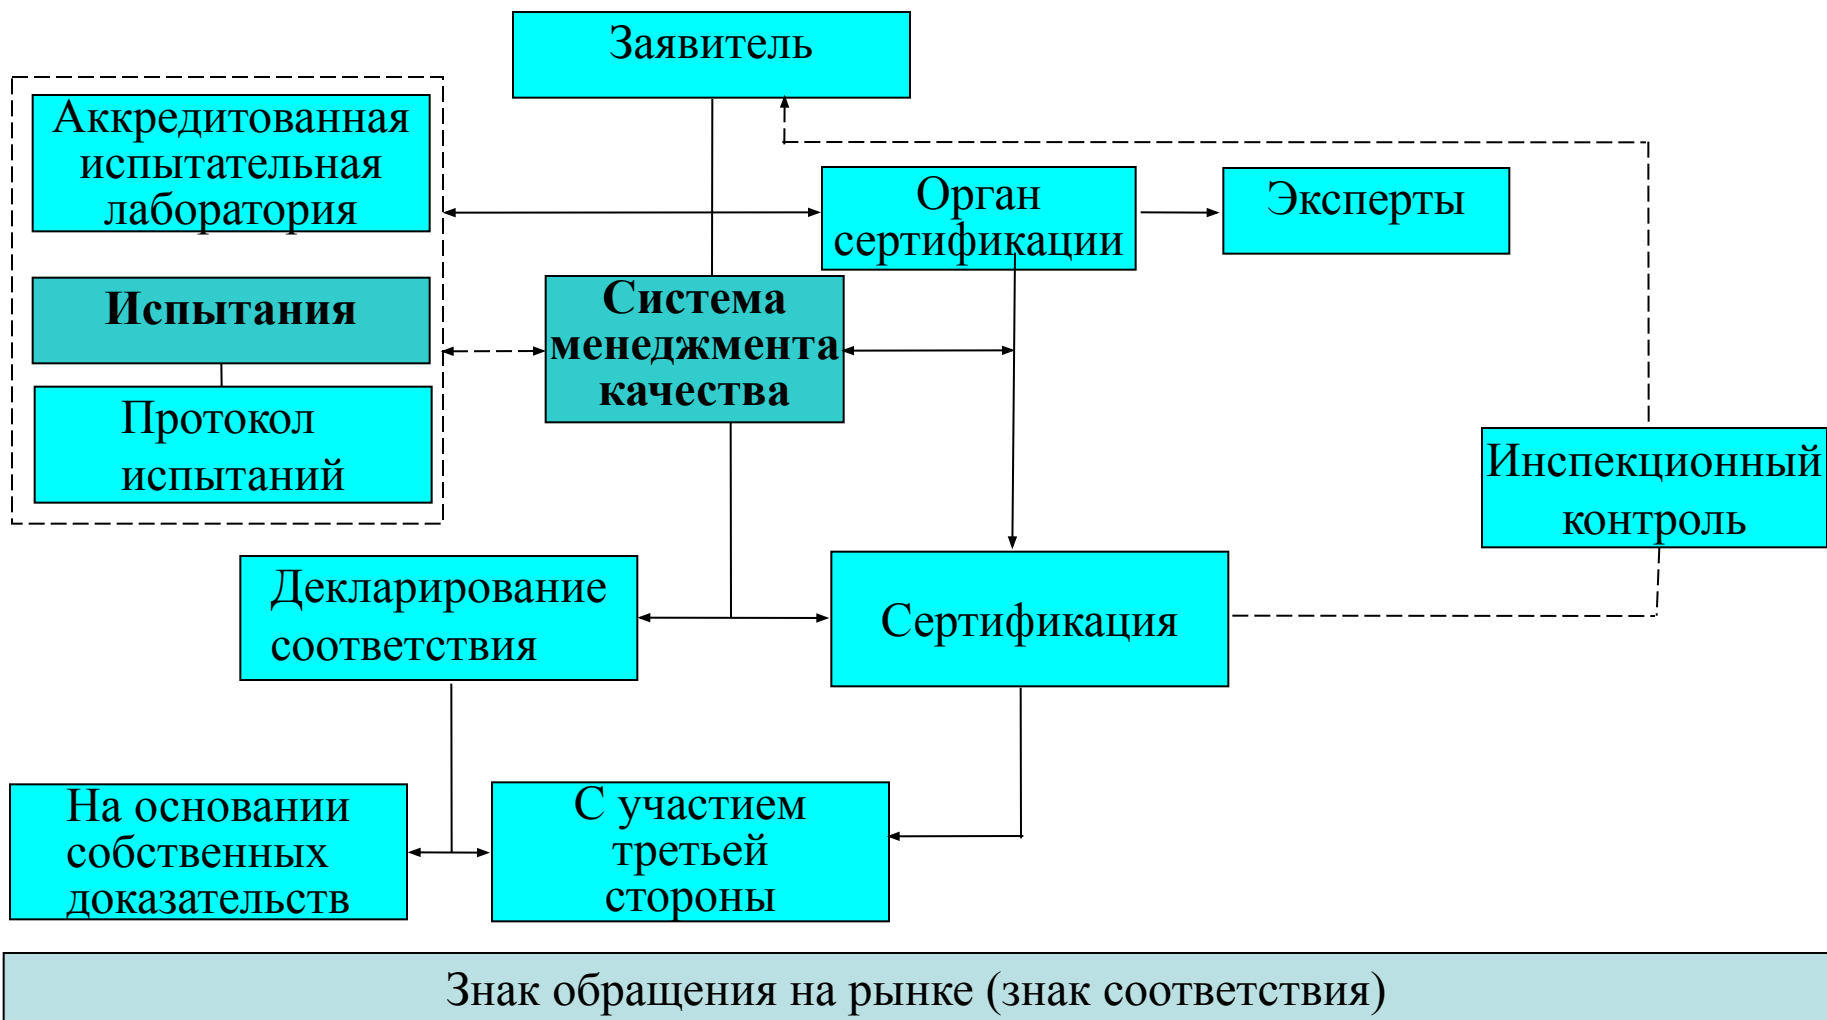 Заявитель
Аккредитованная
испытательная
лаборатория
Орган
сертификации
Эксперты
Испытания
Система
менеджмента
качества
Протокол
испытаний
Инспекционный
контроль
Декларирование
соответствия
Сертификация
На основании
собственных
доказательств
С участием
третьей
стороны
Знак обращения на рынке (знак соответствия)